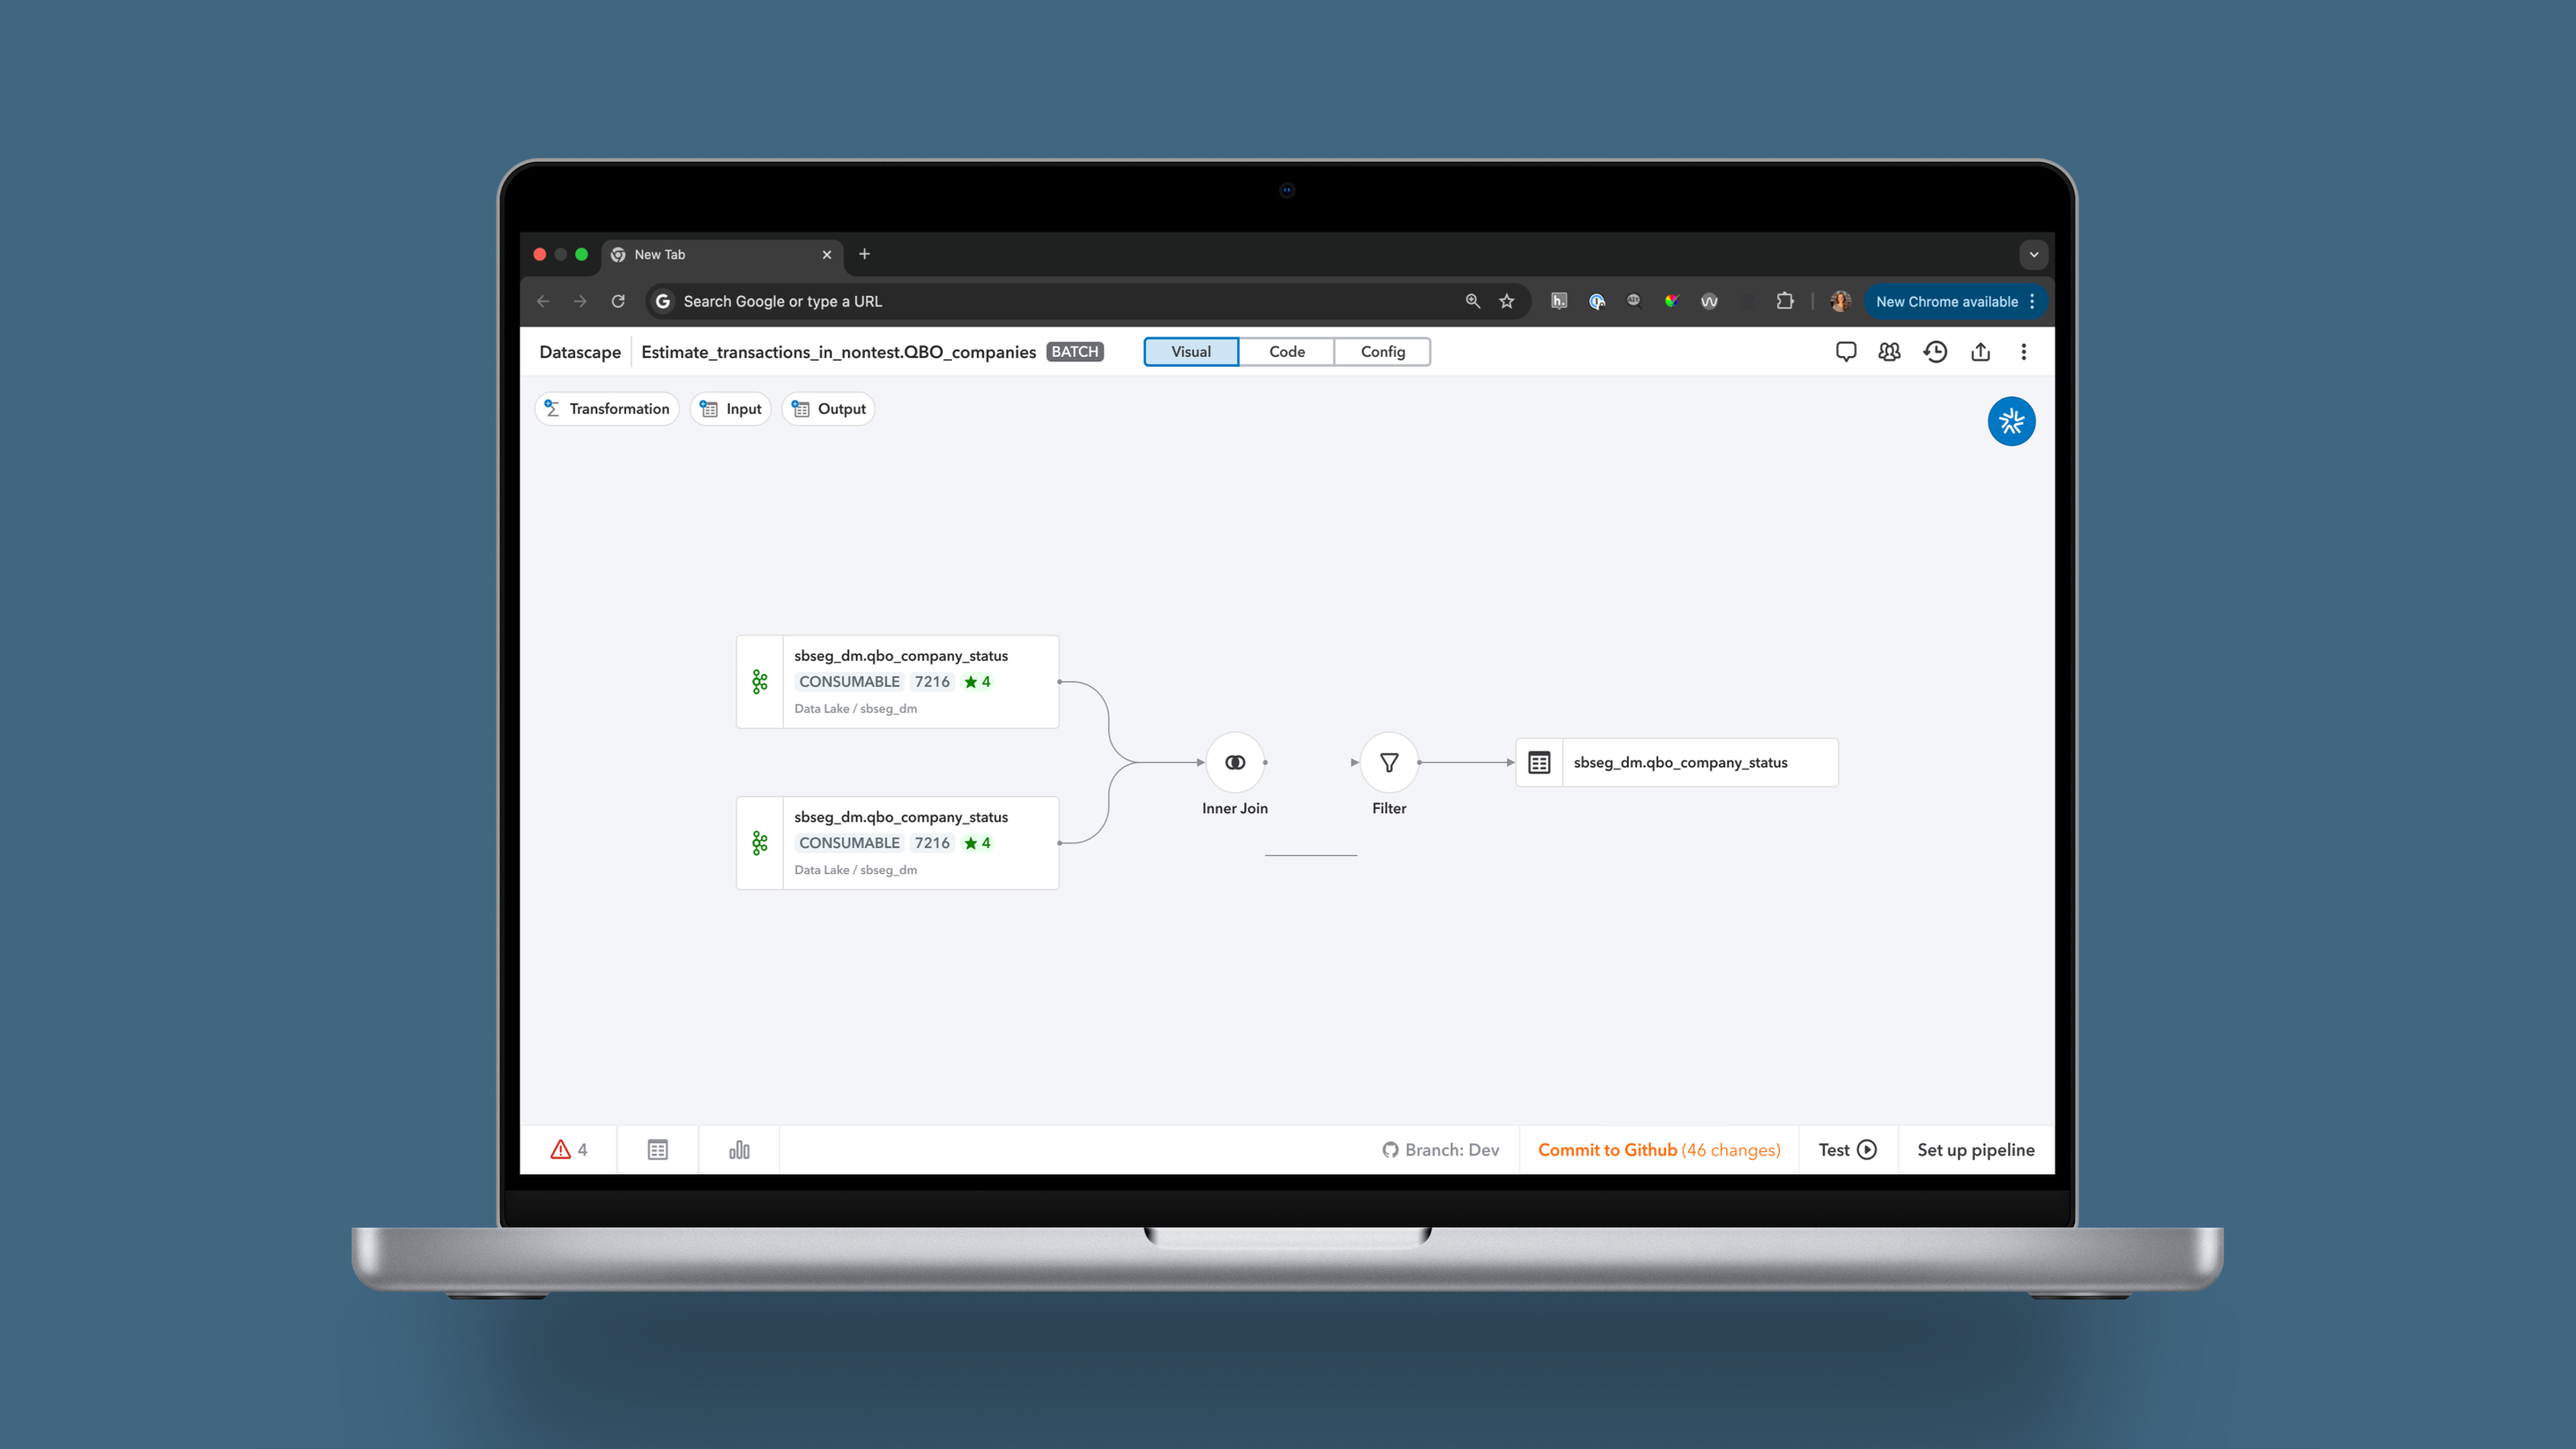 New Tab
Search Google or type a URL
New Chrome available
Datascape
Estimate_transactions_in_nontest.QBO_companies BATCH
Visual Code Config
Transformation Input Output
sbseg_dm.qbo_company_status
CONSUMABLE 7216 ★ 4
Data Lake / sbseg_dm
sbseg_dm.qbo_company_status
CONSUMABLE 7216 ★ 4
Data Lake / sbseg_dm
Inner Join
Filter
sbseg_dm.qbo_company_status
4
Branch: Dev
Commit to Github (46 changes)
Test
Set up pipeline